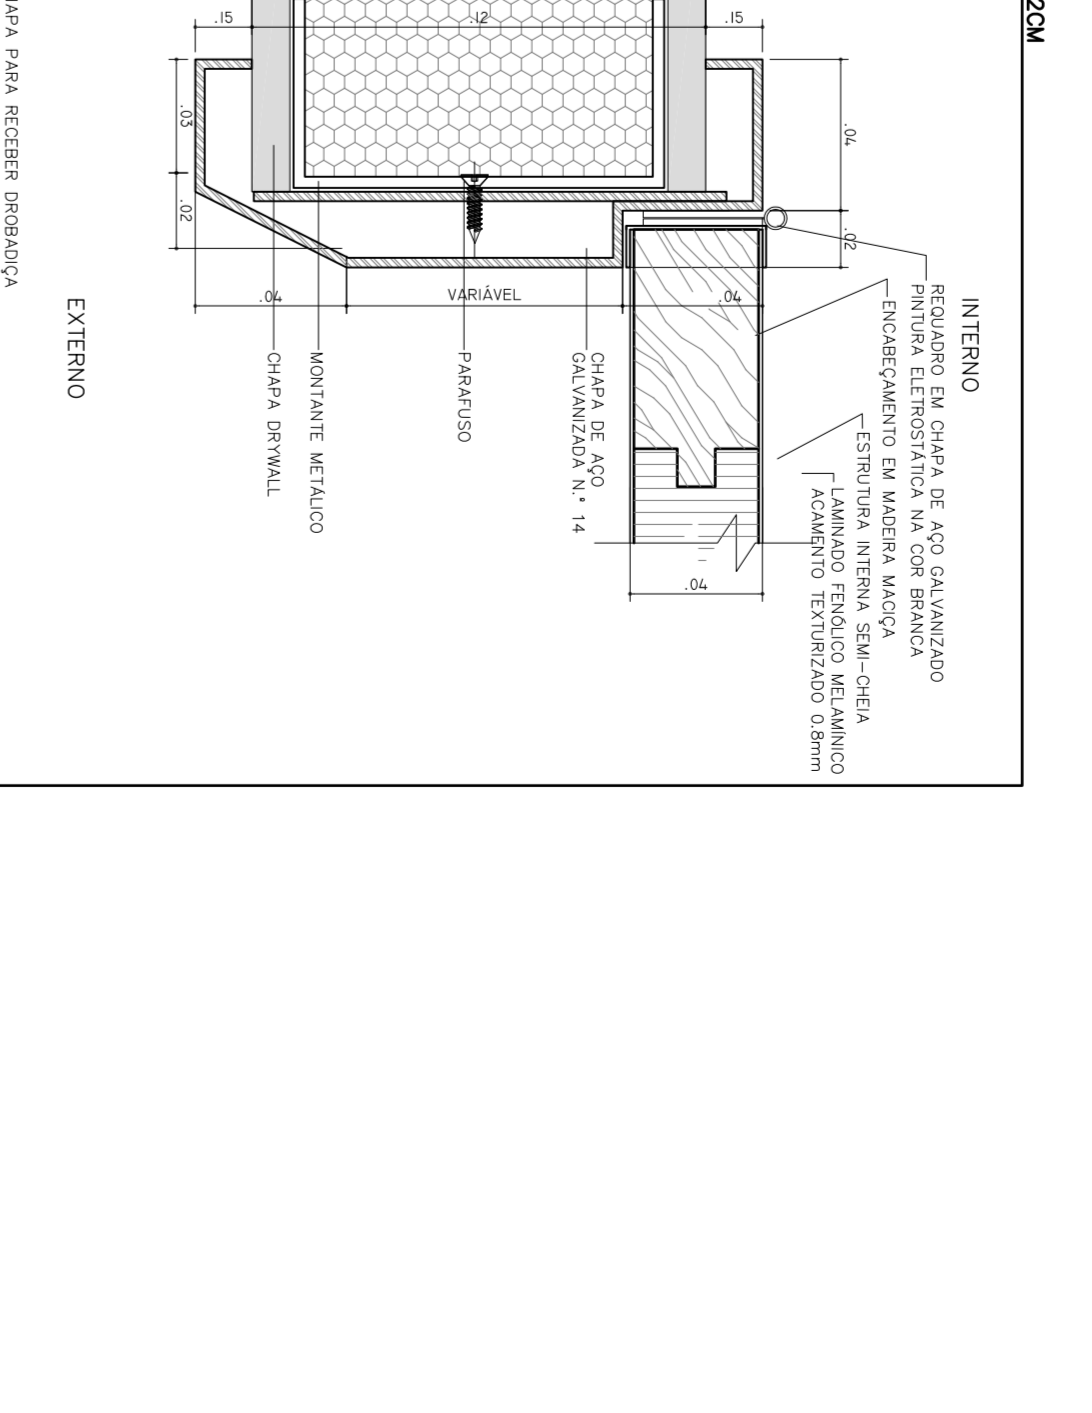 2CM
.15
.12
.15
.03
.02
.04
.02
.04
VARIÁVEL
.04
.04
INTERNO
REQUADRO EM CHAPA DE AÇO GALVANIZADO
PINTURA ELETROSTÁTICA NA COR BRANCA
ENCABEÇAMENTO EM MADEIRA MACIÇA
ESTRUTURA INTERNA SEMI-CHEIA
LAMINADO FENÓLICO MELAMÍNICO
ACAMENTO TEXTURIZADO 0.8mm
CHAPA DE AÇO
GALVANIZADA N.° 14
PARAFUSO
MONTANTE METÁLICO
CHAPA DRYWALL
EXTERNO
HAPA PARA RECEBER DROBADIÇA